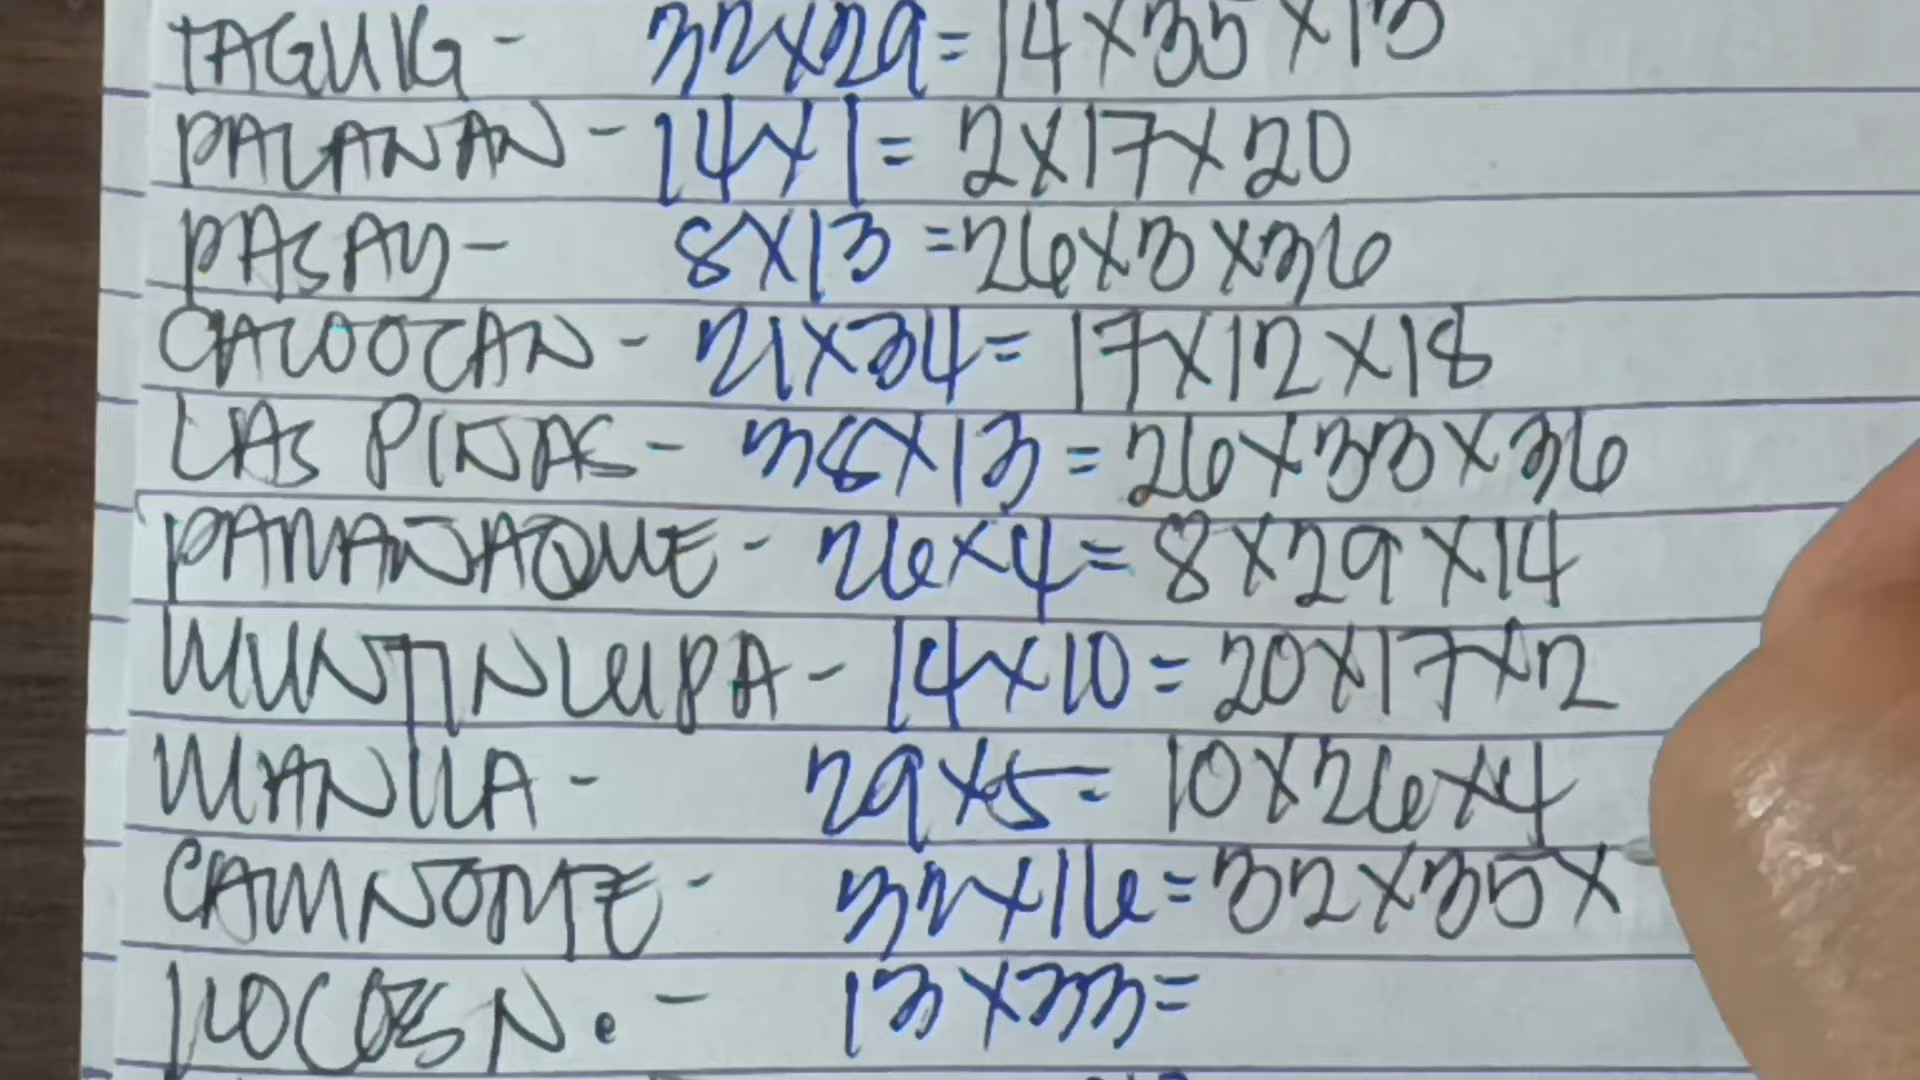 TAGUIG - 32X29=14X35X13
PALANAN - 14X1= 2X17X20
PASAY - 8X13=26X3X36
CALOOCAN - 21X34=17X12X18
LAS PINAS - 38X13=26X33X36
PARANAQUE - 26X4=8X29X14
MUNTINLUPA - 14X10=20X17X2
MANILA - 29X5=10X26X4
CAMNORTE - 32X16=32X35X
ILOCOS N. - 13X33=